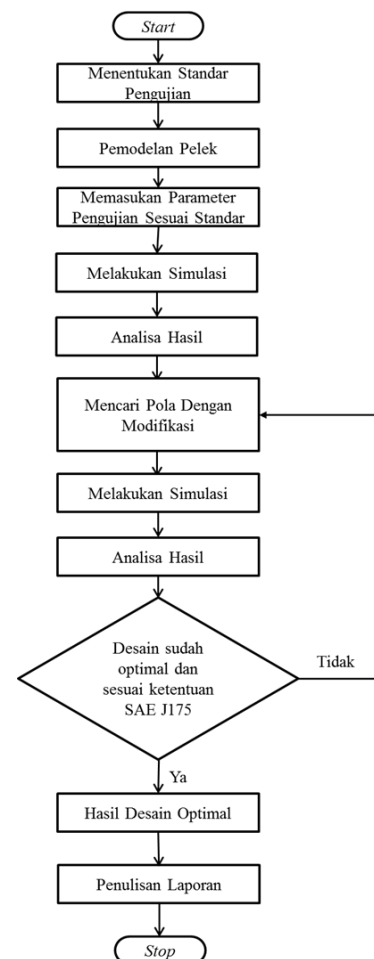 Start
Menentukan Standar
Pengujian
Pemodelan Pelek
Memasukan Parameter
Pengujian Sesuai Standar
Melakukan Simulasi
Analisa Hasil
Mencari Pola Dengan
Modifikasi
Melakukan Simulasi
Analisa Hasil
Desain sudah
optimal dan
sesuai ketentuan
SAE J175
Tidak
Ya
Hasil Desain Optimal
Penulisan Laporan
Stop